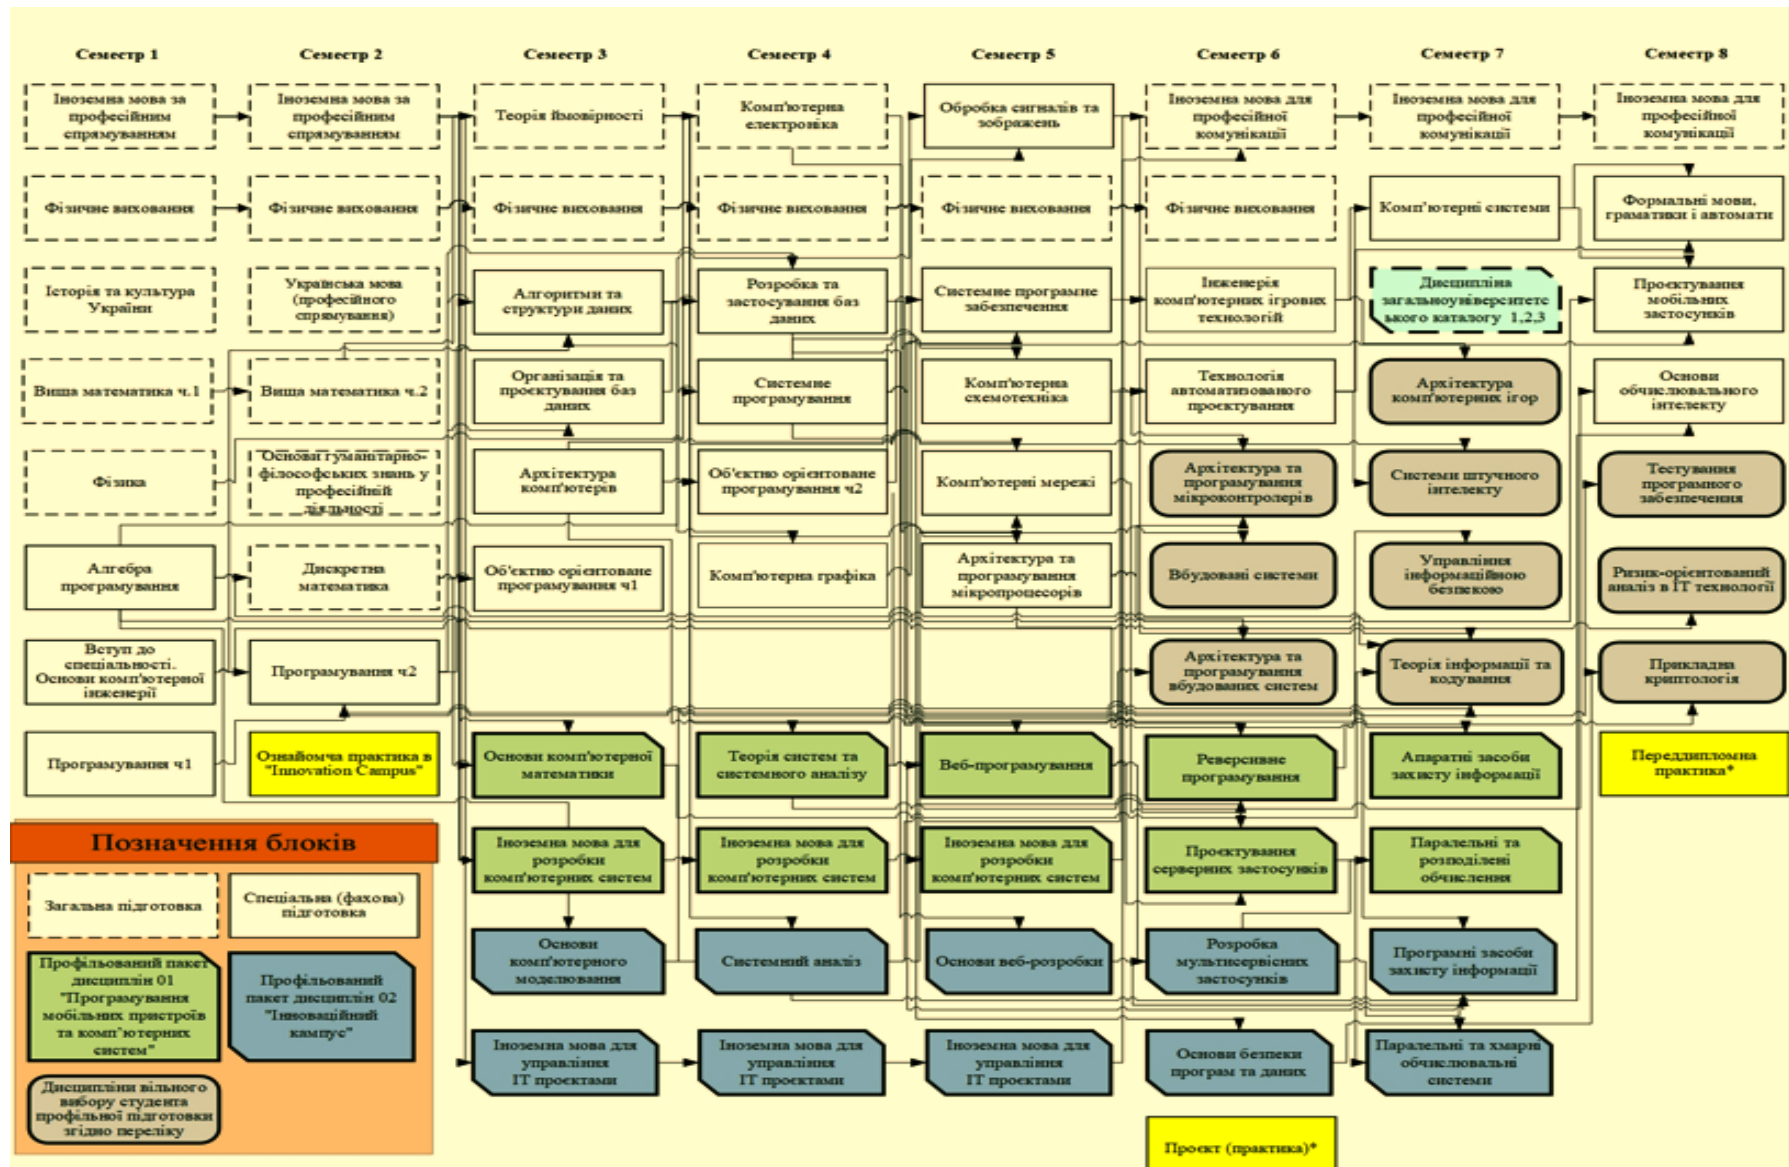 Семестр 1
Семестр 2
Семестр 3
Семестр 4
Семестр 5
Семестр 6
Семестр 7
Семестр 8
Іноземна мова за
професійним
спрямуванням
Іноземна мова за
професійним
спрямуванням
Теорія ймовірності
Комп'ютерна
електроніка
Обробка сигналів та
зображень
Іноземна мова для
професійної
комунікації
Іноземна мова для
професійної
комунікації
Іноземна мова для
професійної
комунікації
Фізичне виховання
Фізичне виховання
Фізичне виховання
Фізичне виховання
Фізичне виховання
Фізичне виховання
Комп'ютерні системи
Формальні мови,
граматики і автомати
Історія та культура
України
Українська мова
(професійного
спрямування)
Алгоритми та
структури даних
Розробка та
застосування баз
даних
Системне програмне
забезпечення
Інженерія
комп'ютерних ігрових
технологій
Дисципліна
загальноуніверситетс
ького каталогу 1,2,3
Проєктування
мобільних
застосунків
Вища математика ч.1
Вища математика ч.2
Організація та
проєктування баз
даних
Системне
програмування
Комп'ютерна
схемотехніка
Технологія
автоматизованого
проєктування
Архітектура
комп'ютерних ігор
Основи
обчислювального
інтелекту
Фізика
Основи гуманітарно-
філософських знань у
професійній
діяльності
Архітектура
комп'ютерів
Об'єктно орієнтоване
програмування ч2
Комп'ютерні мережі
Архітектура та
програмування
мікроконтролерів
Системи штучного
інтелекту
Тестування
програмного
забезпечення
Алгебра
програмування
Дискретна
математика
Об'єктно орієнтоване
програмування ч1
Комп'ютерна графіка
Архітектура та
програмування
мікропроцесорів
Вбудовані системи
Управління
інформаційною
безпекою
Ризик-орієнтований
аналіз в ІТ технології
Вступ до
спеціальності.
Основи комп'ютерної
інженерії
Програмування ч2
Архітектура та
програмування
вбудованих систем
Теорія інформації та
кодування
Прикладна
криптологія
Програмування ч1
Ознайомча практика в
"Innovation Campus"
Основи комп'ютерної
математики
Теорія систем та
системного аналізу
Веб-програмування
Реверсивне
програмування
Апаратні засоби
захисту інформації
Переддипломна
практика*
Позначення блоків
Іноземна мова для
розробки
комп'ютерних систем
Іноземна мова для
розробки
комп'ютерних систем
Іноземна мова для
розробки
комп'ютерних систем
Проєктування
серверних застосунків
Паралельні та
розподілені
обчислення
Загальна підготовка
Спеціальна (фахова)
підготовка
Основи
комп'ютерного
моделювання
Системний аналіз
Основи веб-розробки
Розробка
мультисервісних
застосунків
Програмні засоби
захисту інформації
Профільований пакет
дисциплін 01
"Програмування
мобільних пристроїв
та комп'ютерних
систем"
Профільований
пакет дисциплін 02
"Інноваційний
кампус"
Іноземна мова для
управління
ІТ проєктами
Іноземна мова для
управління
ІТ проєктами
Іноземна мова для
управління
ІТ проєктами
Основи безпеки
програм та даних
Паралельні та хмарні
обчислювальні
системи
Дисципліни вільного
вибору студента
профільної підготовки
згідно переліку
Проєкт (практика)*